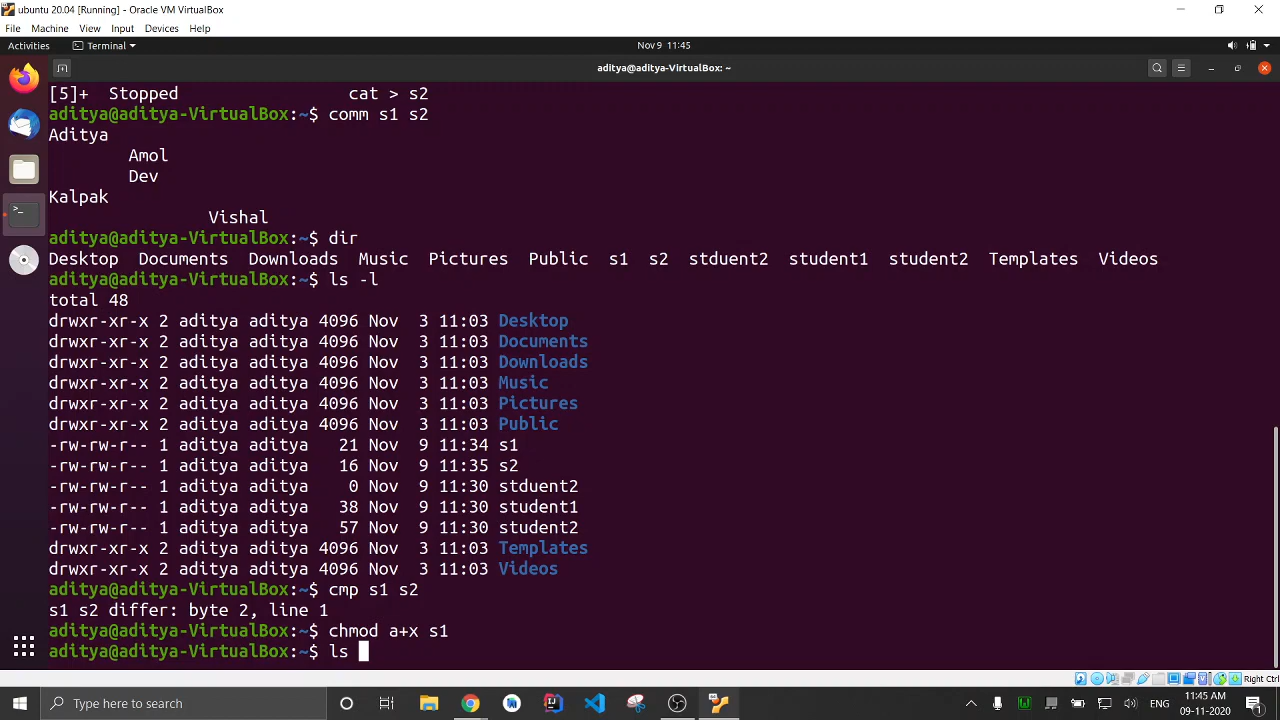 ubuntu 20.04 [Running] - Oracle VM VirtualBox
File Machine View Input Devices Help
Activities Terminal Nov 9 11:45
aditya@aditya-VirtualBox: ~
[5]+  Stopped                 cat > s2
aditya@aditya-VirtualBox:~$ comm s1 s2
Aditya
        Amol
        Dev
Kalpak
                Vishal
aditya@aditya-VirtualBox:~$ dir
Desktop  Documents  Downloads  Music  Pictures  Public  s1  s2  stduent2  student1  student2  Templates  Videos
aditya@aditya-VirtualBox:~$ ls -l
total 48
drwxr-xr-x 2 aditya aditya 4096 Nov  3 11:03 Desktop
drwxr-xr-x 2 aditya aditya 4096 Nov  3 11:03 Documents
drwxr-xr-x 2 aditya aditya 4096 Nov  3 11:03 Downloads
drwxr-xr-x 2 aditya aditya 4096 Nov  3 11:03 Music
drwxr-xr-x 2 aditya aditya 4096 Nov  3 11:03 Pictures
drwxr-xr-x 2 aditya aditya 4096 Nov  3 11:03 Public
-rw-rw-r-- 1 aditya aditya   21 Nov  9 11:34 s1
-rw-rw-r-- 1 aditya aditya   16 Nov  9 11:35 s2
-rw-rw-r-- 1 aditya aditya    0 Nov  9 11:30 stduent2
-rw-rw-r-- 1 aditya aditya   38 Nov  9 11:30 student1
-rw-rw-r-- 1 aditya aditya   57 Nov  9 11:30 student2
drwxr-xr-x 2 aditya aditya 4096 Nov  3 11:03 Templates
drwxr-xr-x 2 aditya aditya 4096 Nov  3 11:03 Videos
aditya@aditya-VirtualBox:~$ cmp s1 s2
s1 s2 differ: byte 2, line 1
aditya@aditya-VirtualBox:~$ chmod a+x s1
aditya@aditya-VirtualBox:~$ ls
Right Ctrl
Type here to search
11:45 AM
09-11-2020